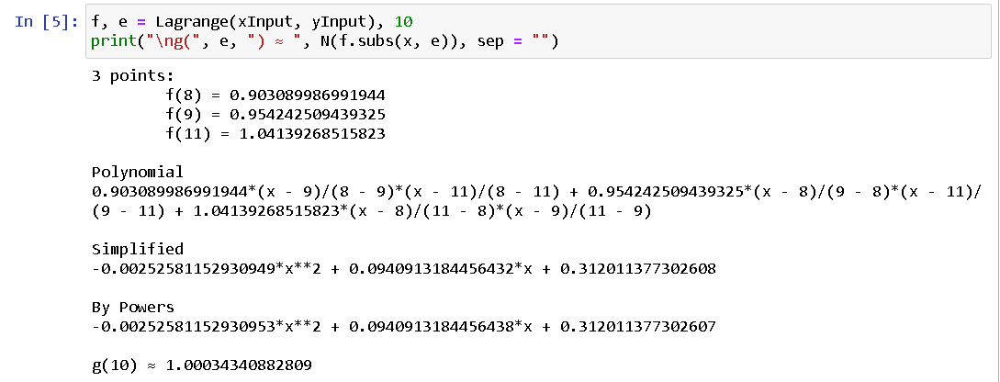 In [5]: f, e = Lagrange(xInput, yInput), 10
print("\ng(", e, ") ≈ ", N(f.subs(x, e)), sep = "")
3 points:
f(8) = 0.903089986991944
f(9) = 0.954242509439325
f(11) = 1.04139268515823
Polynomial
0.903089986991944*(x - 9)/(8 - 9)*(x - 11)/(8 - 11) + 0.954242509439325*(x - 8)/(9 - 8)*(x - 11)/
(9 - 11) + 1.04139268515823*(x - 8)/(11 - 8)*(x - 9)/(11 - 9)
Simplified
-0.00252581152930949*x**2 + 0.0940913184456432*x + 0.312011377302608
By Powers
-0.00252581152930953*x**2 + 0.0940913184456438*x + 0.312011377302607
g(10) ≈ 1.00034340882809